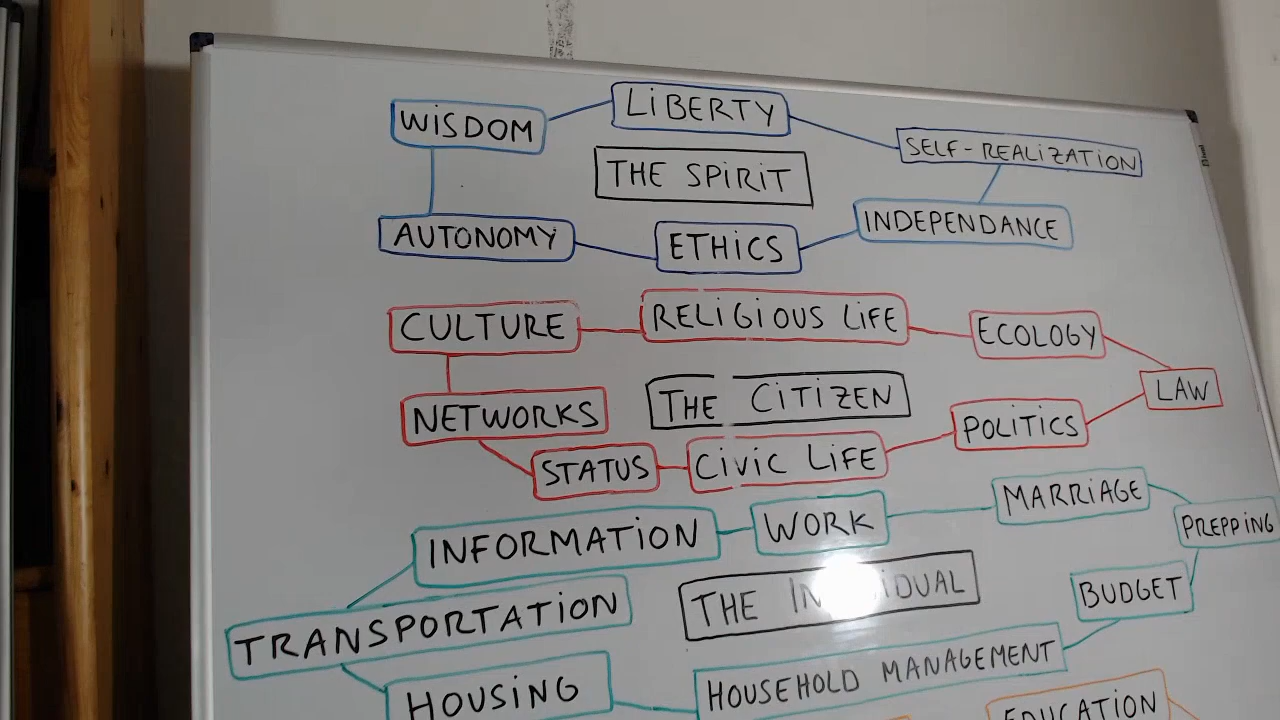 WISDOM
LIBERTY
SELF-REALIZATION
THE SPIRIT
AUTONOMY
ETHICS
INDEPENDANCE
CULTURE
RELIGIOUS LIFE
ECOLOGY
LAW
NETWORKS
THE CITIZEN
POLITICS
STATUS
CIVIC LIFE
INFORMATION
WORK
MARRIAGE
PREPPING
TRANSPORTATION
THE
BUDGET
HOUSING
HOUSEHOLD MANAGEMENT
EDUCATION